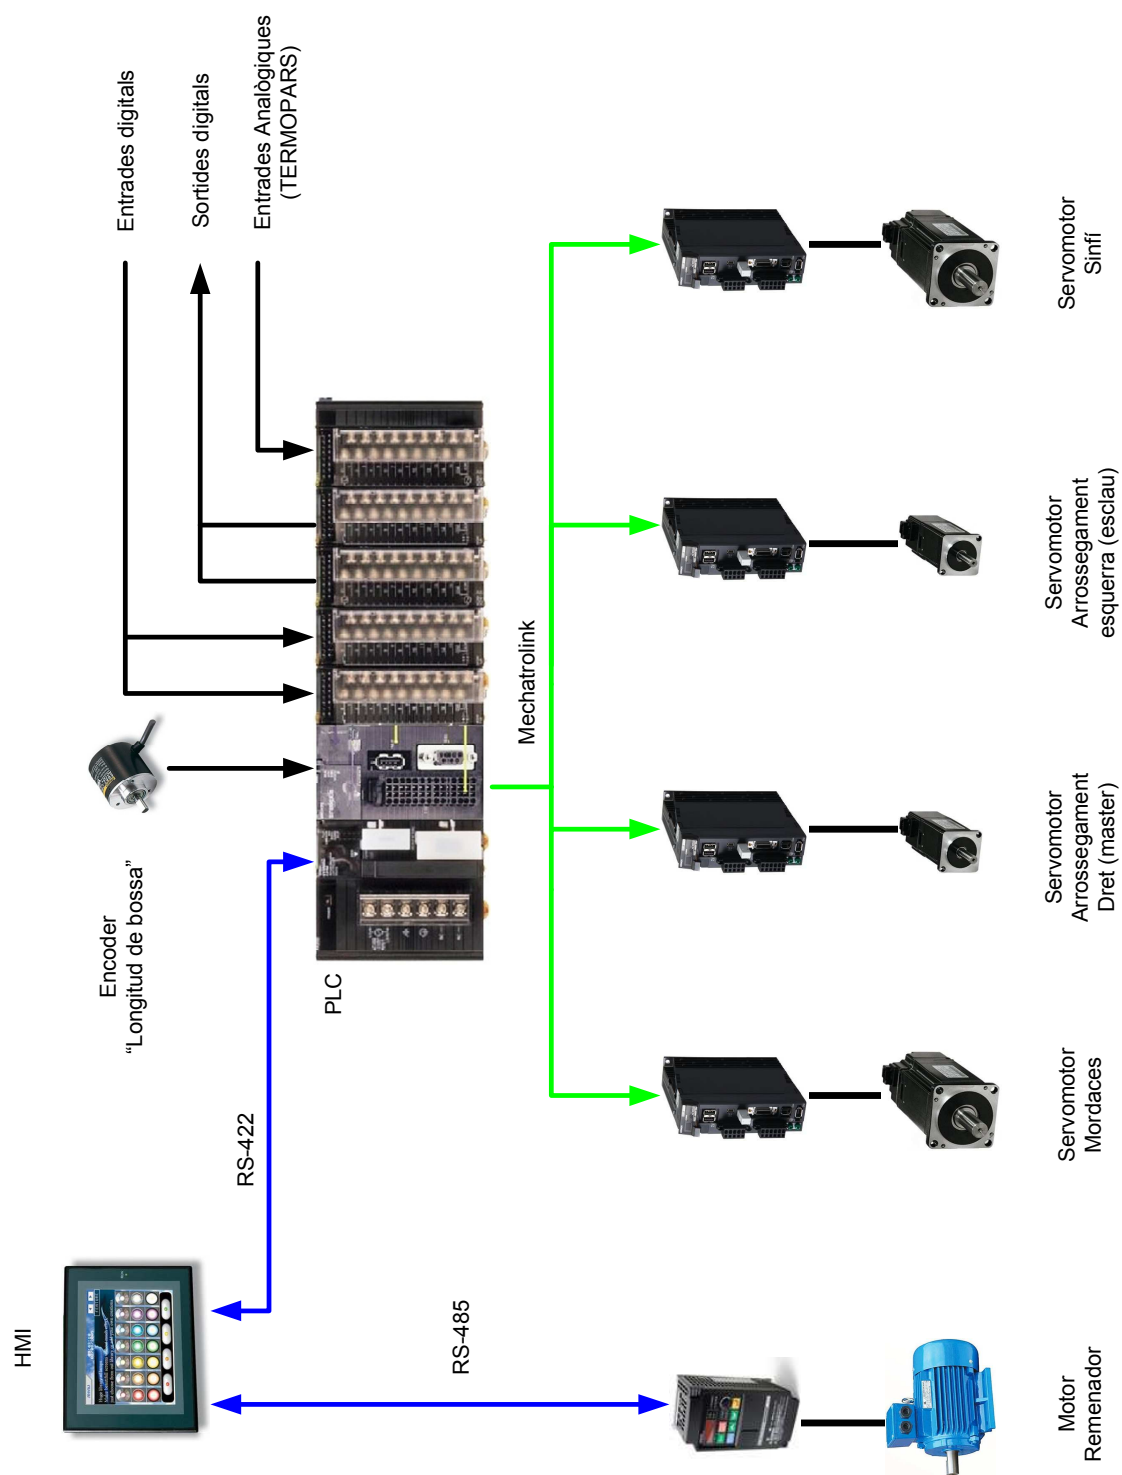 HMI
Encoder
“Longitud de bossa”
Entrades digitals
Sortides digitals
Entrades Analògiques
(TERMOPARS)
RS-422
PLC
RS-485
Mechatrolink
Motor
Remenador
Servomotor
Mordaces
Servomotor
Arrossegament
Dret (master)
Servomotor
Arrossegament
esquerra (esclau)
Servomotor
Sinfí